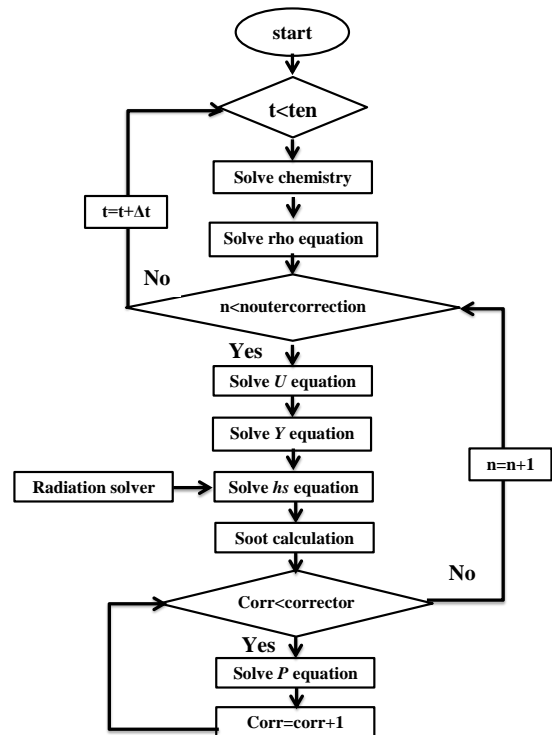 start
t<ten
Solve chemistry
t=t+Δt
Solve rho equation
No
n<noutercorrection
Yes
Solve U equation
Solve Y equation
n=n+1
Radiation solver
Solve hs equation
Soot calculation
No
Corr<corrector
Yes
Solve P equation
Corr=corr+1